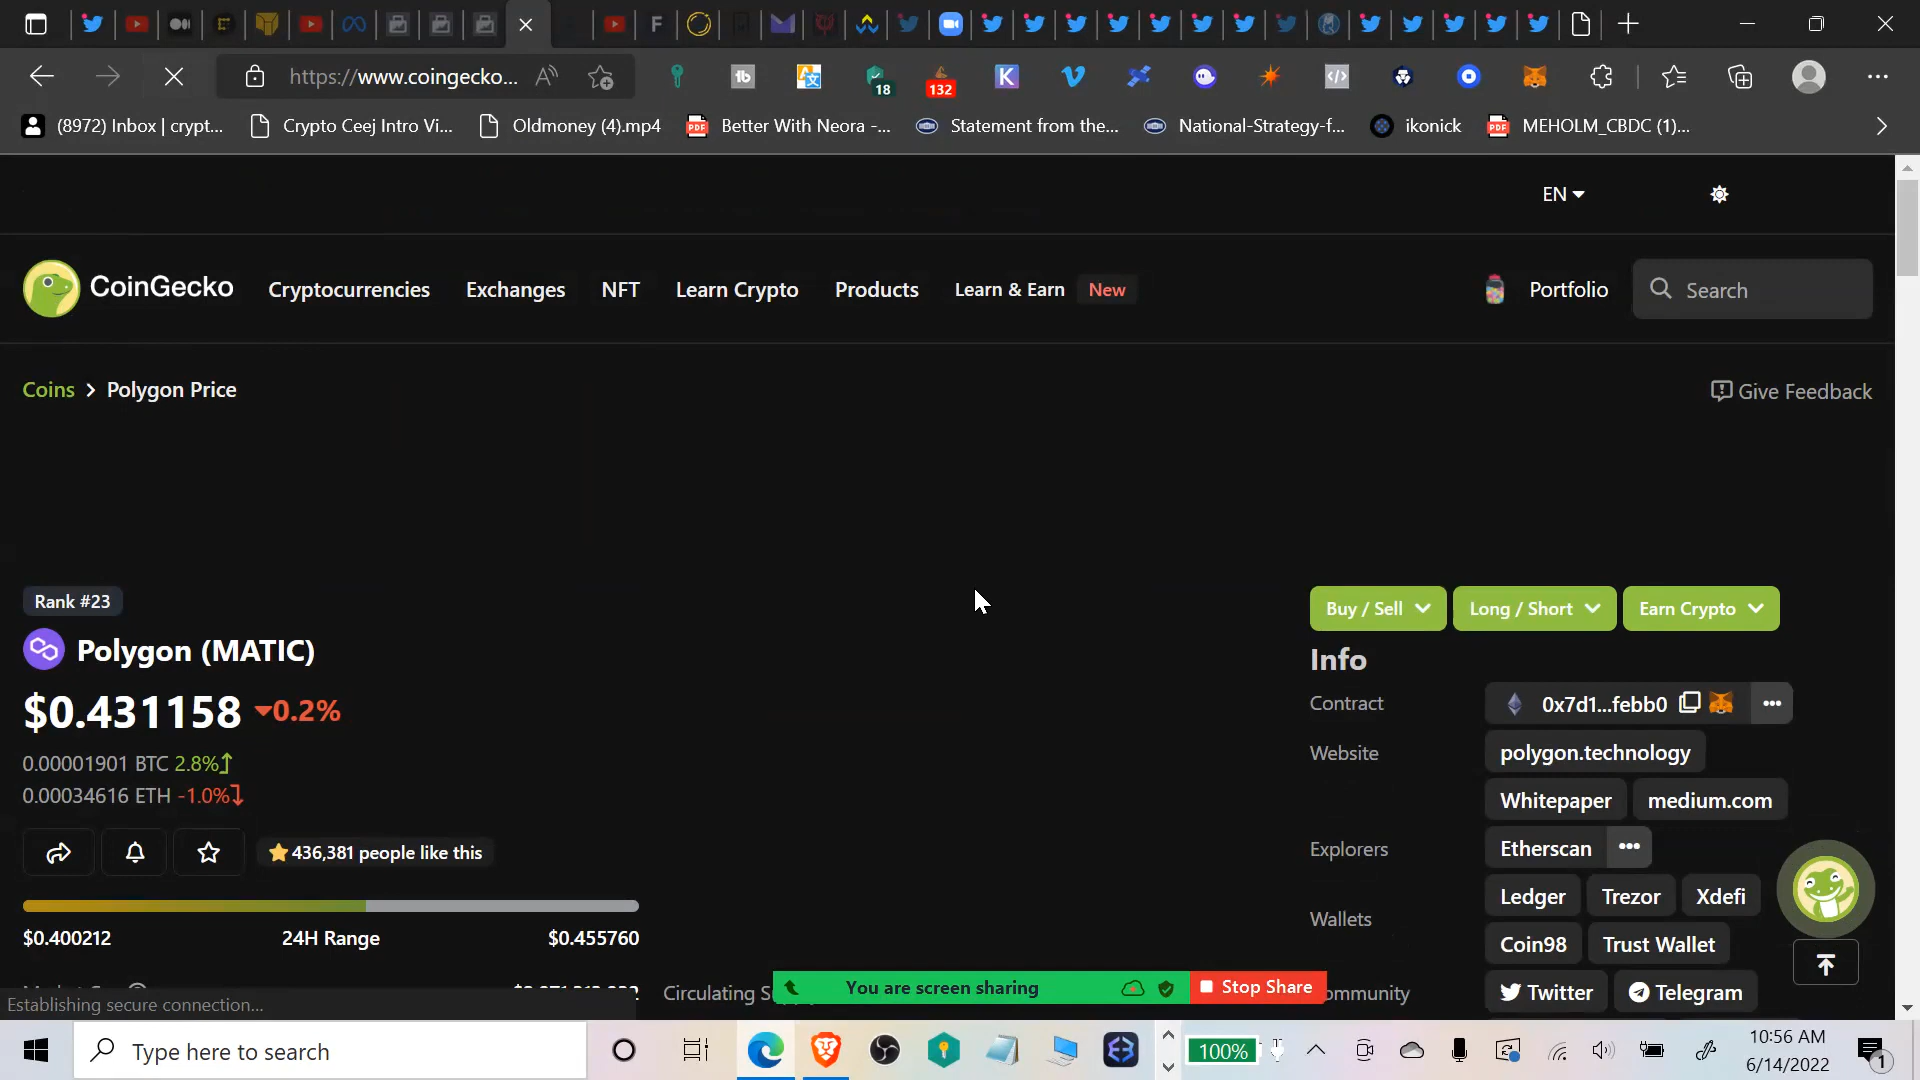 https://www.coingecko...
18
132
(8972) Inbox | crypt...
Crypto Ceej Intro Vi...
Oldmoney (4).mp4
Better With Neora -...
Statement from the...
National-Strategy-f...
ikonick
MEHOLM_CBDC (1)...
EN
CoinGecko
Cryptocurrencies
Exchanges
NFT
Learn Crypto
Products
Learn & Earn
New
Portfolio
Search
Coins > Polygon Price
Give Feedback
Rank #23
Polygon (MATIC)
$0.431158 0.2%
0.00001901 BTC 2.8%
0.00034616 ETH -1.0%
436,381 people like this
$0.400212
24H Range
$0.455760
Buy / Sell
Long / Short
Earn Crypto
Info
Contract
0x7d1...febb0
Website
polygon.technology
Whitepaper
medium.com
Explorers
Etherscan
Wallets
Ledger
Trezor
Xdefi
Coin98
Trust Wallet
Twitter
Telegram
Circulating
You are screen sharing
Stop Share
Establishing secure connection...
Type here to search
100%
10:56 AM
6/14/2022
1